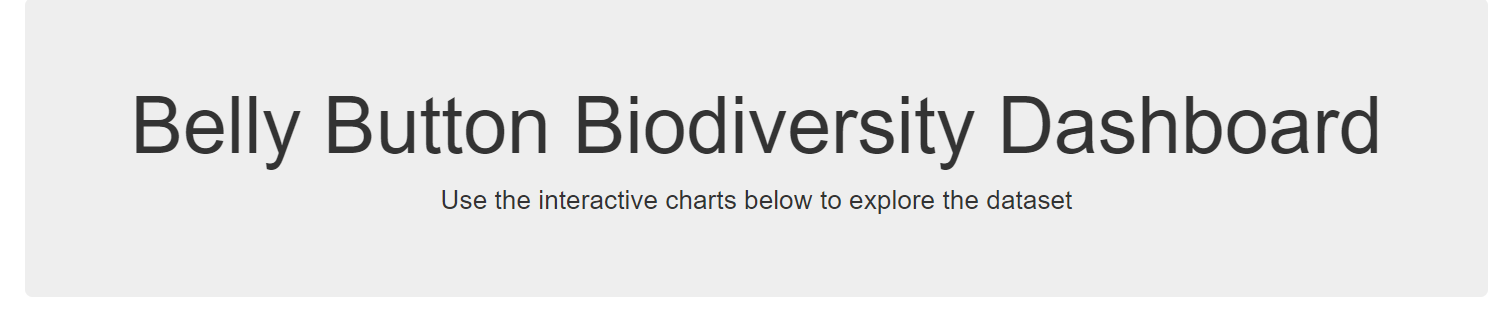 Belly Button Biodiversity Dashboard
Use the interactive charts below to explore the dataset